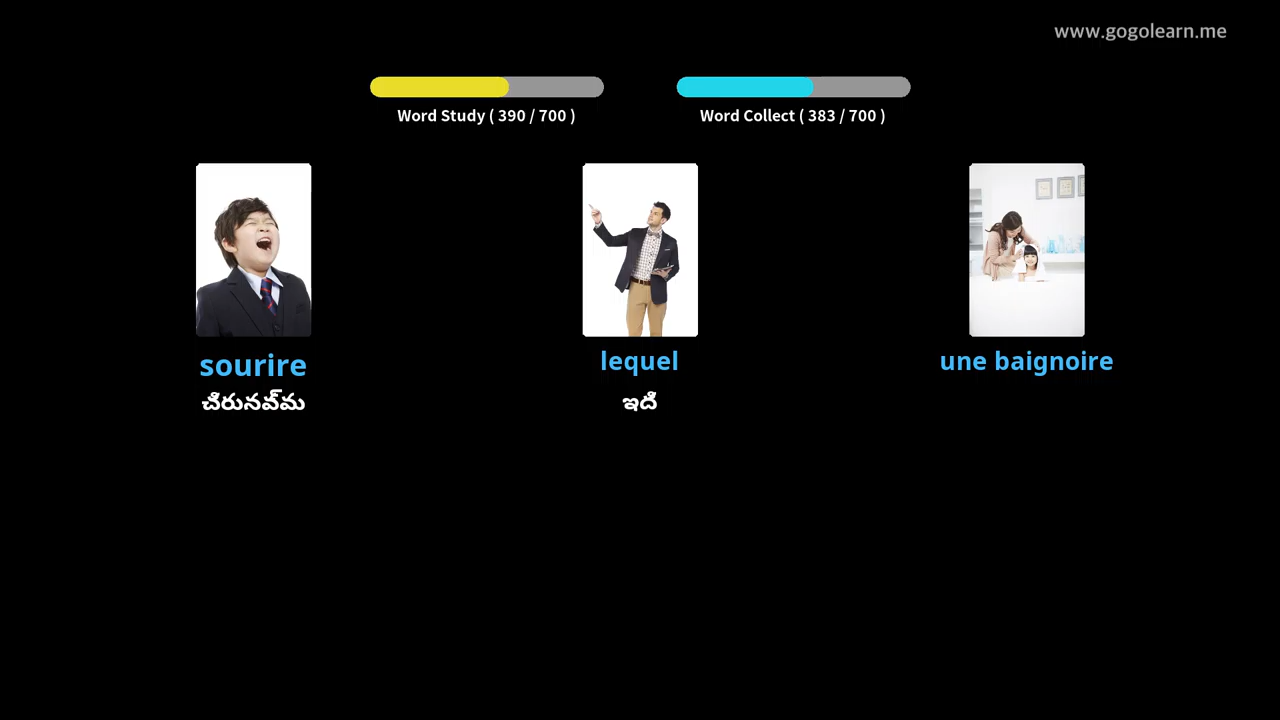 www.gogolearn.me
Word Study ( 390 / 700 )
Word Collect ( 383 / 700 )
sourire
lequel
une baignoire
చిరునవ్మ
ఇది